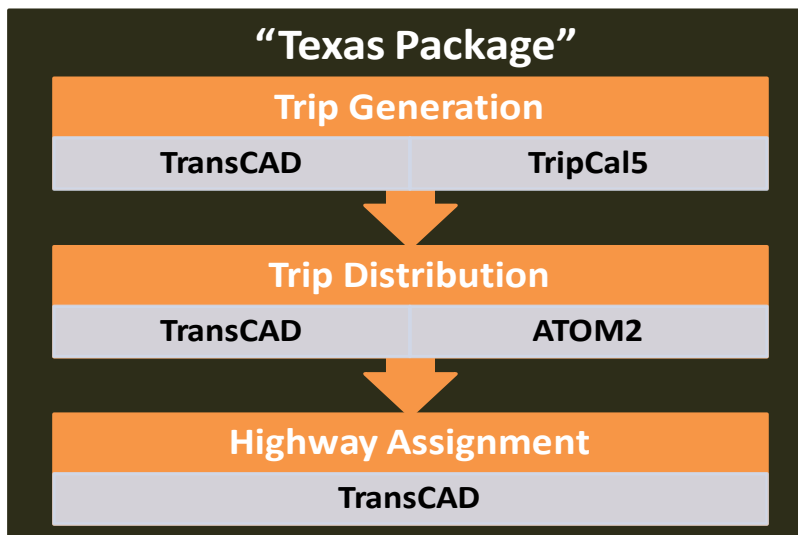 “Texas Package”
Trip Generation
TransCAD TripCal5
Trip Distribution
TransCAD ATOM2
Highway Assignment
TransCAD